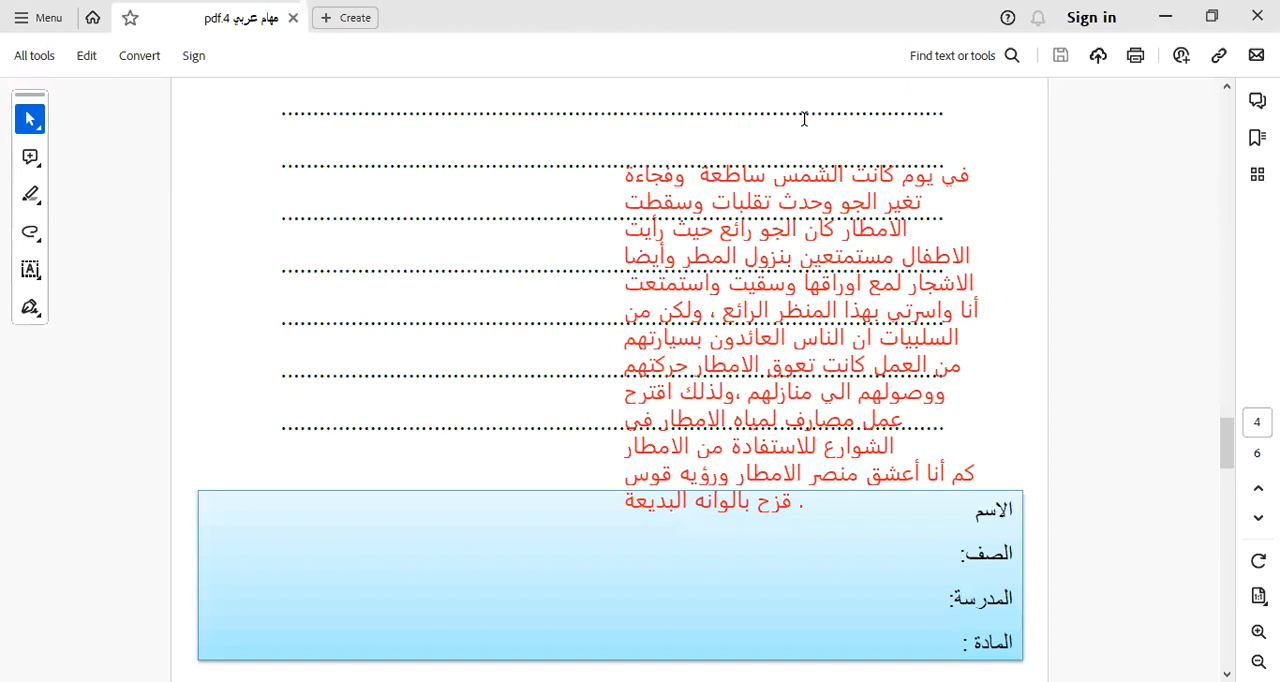 Menu
مهام عربي 4.pdf
Create
Sign in
All tools
Edit
Convert
Sign
Find text or tools
في يوم كانت الشمس ساطعة وفجاءة
تغير الجو وحدث تقلبات وسقطت
الامطار كان الجو رائع حيث رأيت
الاطفال مستمتعين بنزول المطر وأيضا
الاشجار لمع اوراقها وسقيت واستمتعت
أنا واسرتي بهذا المنظر الرائع ، ولكن من
السلبيات ان الناس العائدون بسيارتهم
من العمل كانت تعوق الامطار حركتهم
ووصولهم الي منازلهم ،ولذلك اقترح
عمل مصارف لمياه الامطار في
الشوارع للاستفادة من الامطار
كم أنا أعشق منصر الامطار ورؤيه قوس
قزح بالوانه البديعة .
الاسم
الصف:
المدرسة:
المادة :
4
6
1:1